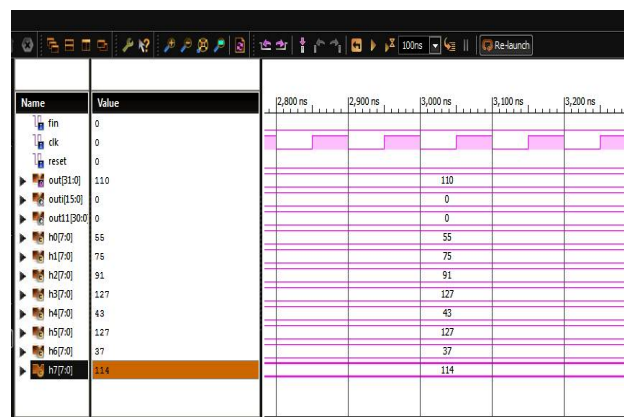 100ns Re-launch
Name Value 2,800 ns 2,900 ns 3,000 ns 3,100 ns 3,200 ns
fin 0
clk 0
reset 0
out[31:0] 110 110
outi[15:0] 0 0
out11[30:0] 0 0
h0[7:0] 55 55
h1[7:0] 75 75
h2[7:0] 91 91
h3[7:0] 127 127
h4[7:0] 43 43
h5[7:0] 127 127
h6[7:0] 37 37
h7[7:0] 114 114